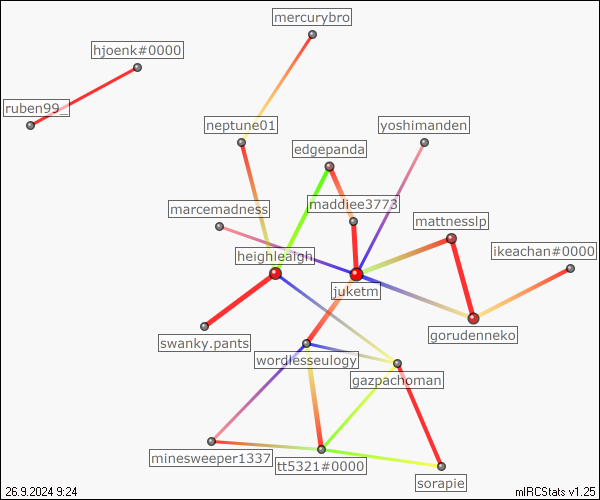 mercurybro
hjoenk#0000
ruben99_
neptune01
yoshimanden
edgepanda
maddiee3773
marcemadness
mattnesslp
ikeachan#0000
heighleaigh
juketm
gorudenneko
swanky.pants
wordlesseulogy
gazpachoman
minesweeper1337
tt5321#0000
sorapie
26.9.2024 9:24
mIRCStats v1.25